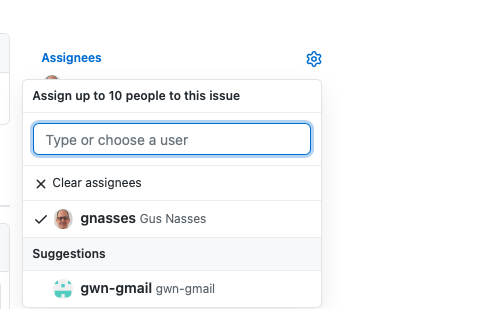 Assignees
Assign up to 10 people to this issue
Type or choose a user
Clear assignees
gnasses Gus Nasses
Suggestions
gwn-gmail gwn-gmail